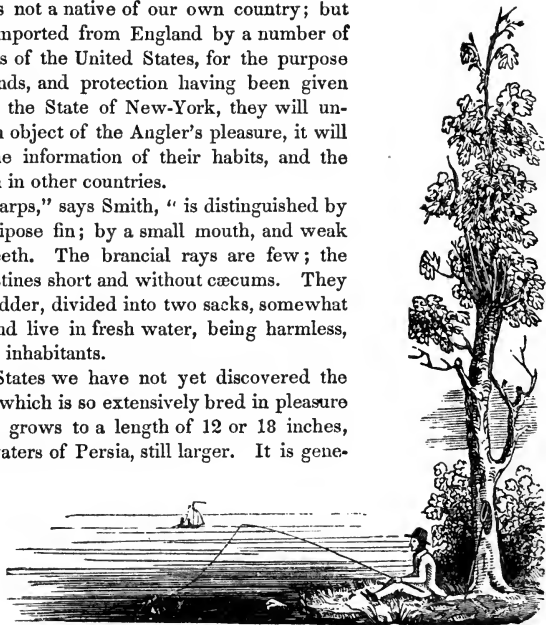 s not a native of our own country; but
mported from England by a number of
s of the United States, for the purpose
nds, and protection having been given
the State of New-York, they will un-
n object of the Angler's pleasure, it will
e information of their habits, and the
in other countries.
arps," says Smith, "is distinguished by
ipose fin; by a small mouth, and weak
eeth. The brancial rays are few; the
stines short and without cæcums. They
dder, divided into two sacks, somewhat
nd live in fresh water, being harmless,
inhabitants.
States we have not yet discovered the
which is so extensively bred in pleasure
grows to a length of 12 or 18 inches,
aters of Persia, still larger. It is gene-